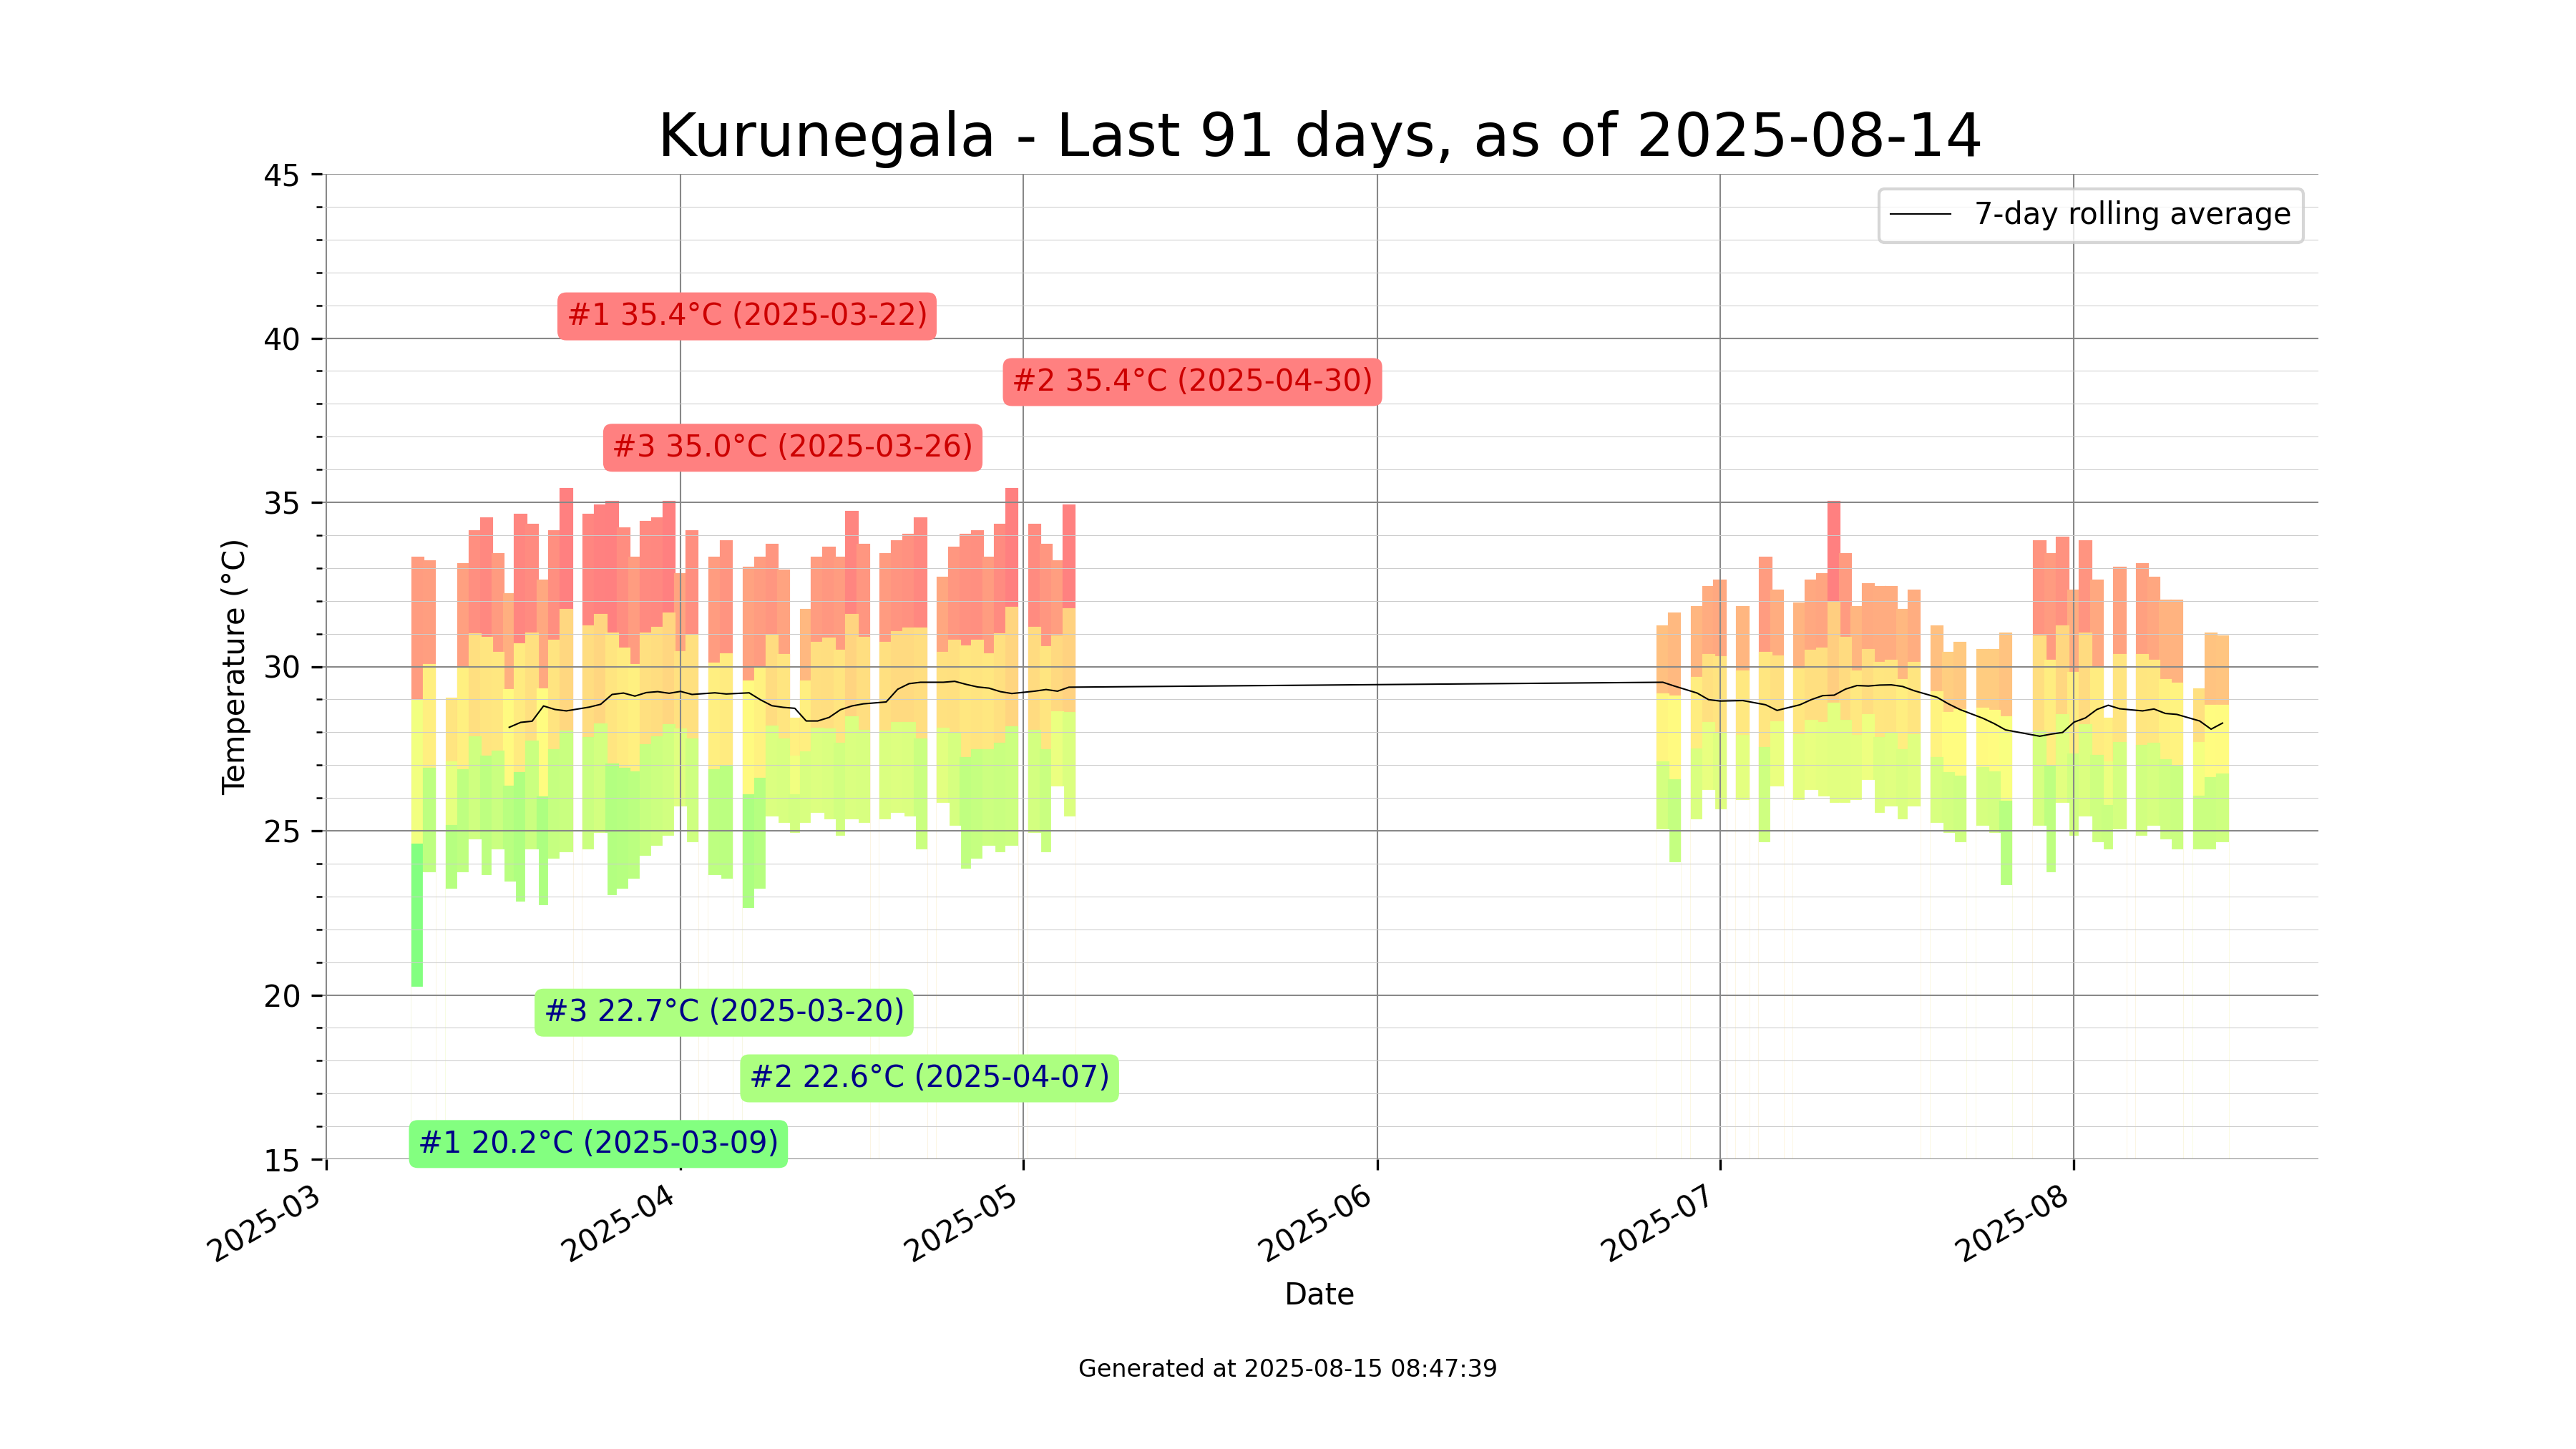 Kurunegala - Last 91 days, as of 2025-08-14
45
7-day rolling average
#1 35.4°C (2025-03-22)
40
#2 35.4°C (2025-04-30)
#3 35.0°C (2025-03-26)
35
Temperature (°C)
30
25
20
#3 22.7°C (2025-03-20)
#2 22.6°C (2025-04-07)
#1 20.2°C (2025-03-09)
15
2025-03
2025-04
2025-05
2025-06
2025-07
2025-08
Date
Generated at 2025-08-15 08:47:39